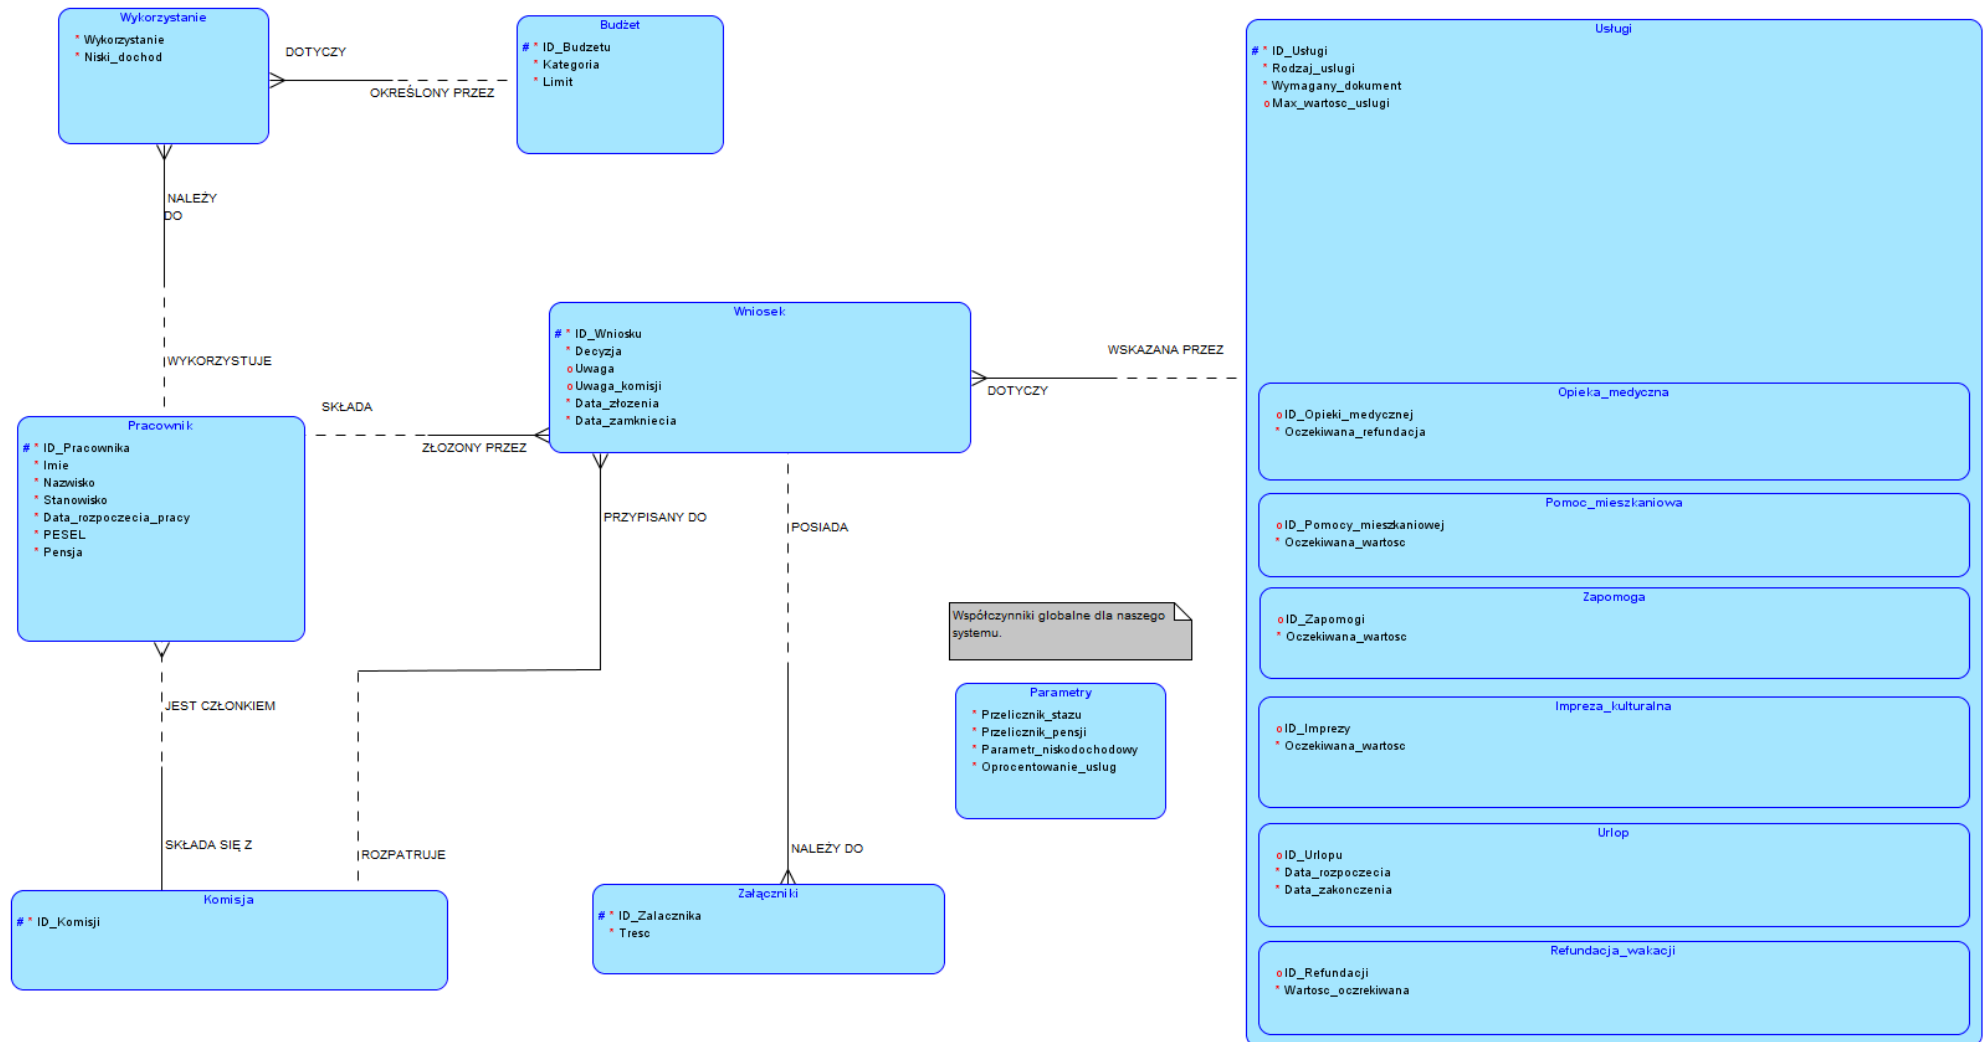 Wykorzystanie
* Wykorzystanie
* Niski_dochod
DOTYCZY
OKREŚLONY PRZEZ
Budżet
# * ID_Budzetu
* Kategoria
* Limit
NALEŻY
DO
WYKORZYSTUJE
Pracownik
# * ID_Pracownika
* Imie
* Nazwisko
* Stanowisko
* Data_rozpoczecia_pracy
* PESEL
* Pensja
SKŁADA
ZŁOZONY PRZEZ
Wniosek
# * ID_Wniosku
* Decyzja
o Uwaga
o Uwaga_komisji
* Data_złozenia
* Data_zamkniecia
WSKAZANA PRZEZ
DOTYCZY
PRZYPISANY DO
POSIADA
JEST CZŁONKIEM
SKŁADA SIĘ Z
ROZPATRUJE
NALEŻY DO
Komisja
# * ID_Komisji
Załączniki
# * ID_Zalacznika
* Tresc
Współczynniki globalne dla naszego
systemu.
Parametry
* Przelicznik_stazu
* Przelicznik_pensji
* Parametr_niskodochodowy
* Oprocentowanie_uslug
Usługi
# * ID_Usługi
* Rodzaj_uslugi
* Wymagany_dokument
o Max_wartosc_uslugi
Opieka_medyczna
o ID_Opieki_medycznej
* Oczekiwana_refundacja
Pomoc_mieszkaniowa
o ID_Pomocy_mieszkaniowej
* Oczekiwana_wartosc
Zapomoga
o ID_Zapomogi
* Oczekiwana_wartosc
Impreza_kulturalna
o ID_Imprezy
* Oczekiwana_wartosc
Urlop
o ID_Urlopu
* Data_rozpoczecia
* Data_zakonczenia
Refundacja_wakacji
o ID_Refundacji
* Wartosc_oczrekiwana